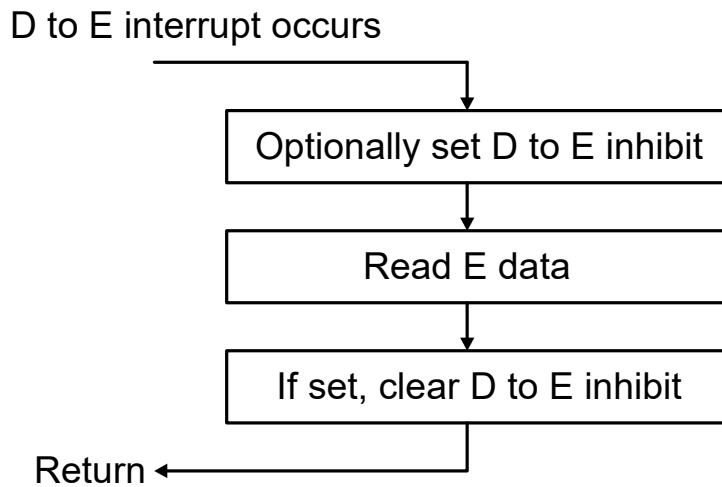 D to E interrupt occurs
Optionally set D to E inhibit
Read E data
If set, clear D to E inhibit
Return